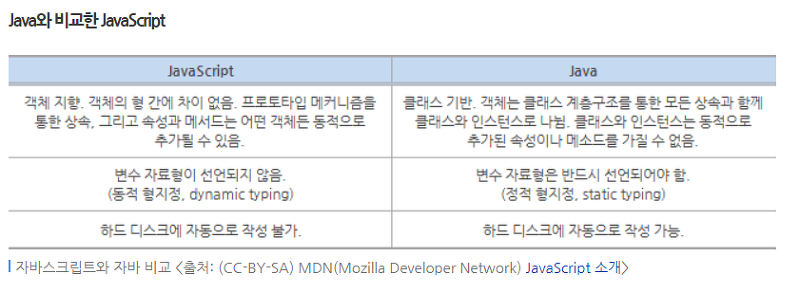 Java와 비교한 JavaScript
JavaScript
Java
객체 지향. 객체의 형 간에 차이 없음. 프로토타입 메커니즘을
통한 상속, 그리고 속성과 메서드는 어떤 객체든 동적으로
추가될 수 있음.
클래스 기반. 객체는 클래스 계층구조를 통한 모든 상속과 함께
클래스와 인스턴스로 나뉨. 클래스와 인스턴스는 동적으로
추가된 속성이나 메소드를 가질 수 없음.
변수 자료형이 선언되지 않음.
(동적 형지정, dynamic typing)
변수 자료형은 반드시 선언되어야 함.
(정적 형지정, static typing)
하드 디스크에 자동으로 작성 불가.
하드 디스크에 자동으로 작성 가능.
자바스크립트와 자바 비교 <출처: (CC-BY-SA) MDN(Mozilla Developer Network) JavaScript 소개>